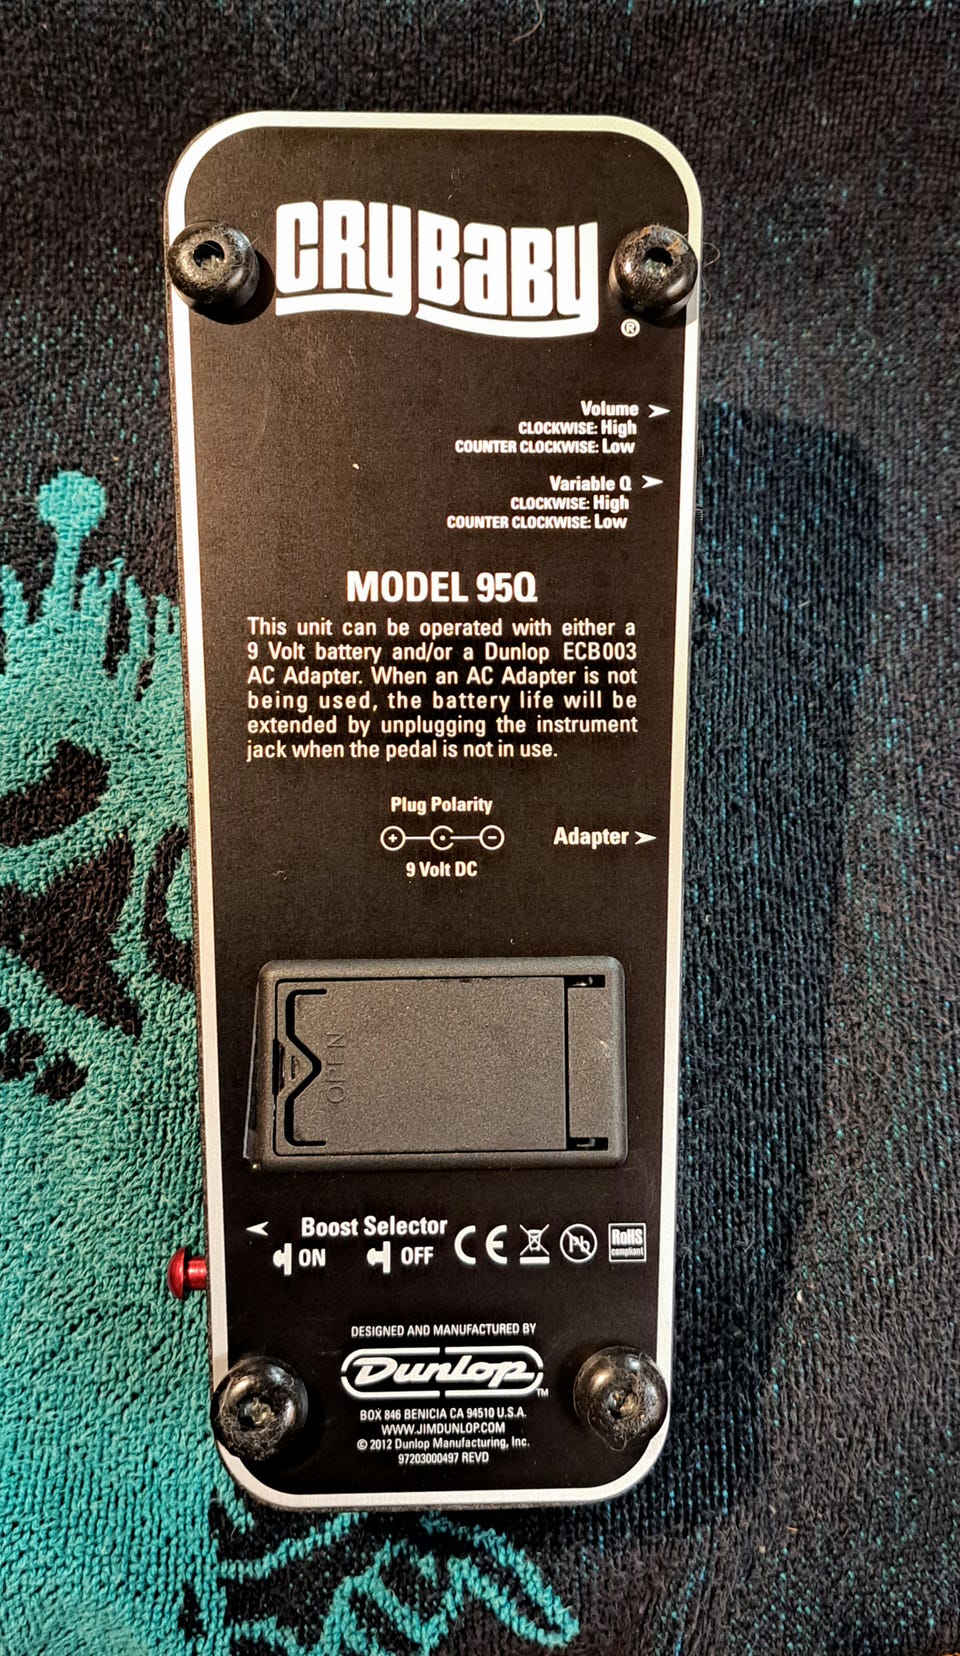 CRYBABY
®
Volume
CLOCKWISE: High
COUNTER CLOCKWISE: Low
Variable Q
CLOCKWISE: High
COUNTER CLOCKWISE: Low
MODEL 95Q
This unit can be operated with either a
9 Volt battery and/or a Dunlop ECB003
AC Adapter. When an AC Adapter is not
being used, the battery life will be
extended by unplugging the instrument
jack when the pedal is not in use.
Plug Polarity
+ -
Adapter
9 Volt DC
OPEN
Boost Selector
ON OFF CE Pb RoHS
compliant
DESIGNED AND MANUFACTURED BY
Dunlop™
BOX 846 BENICIA CA 94510 U.S.A.
WWW.JIMDUNLOP.COM
© 2012 Dunlop Manufacturing, Inc.
97203000497 REVD